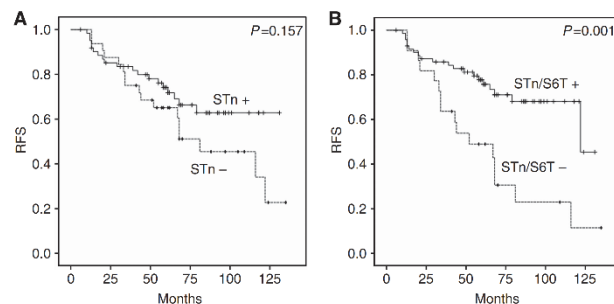 A
P=0.157
1.0
0.8
0.6
0.4
0.2
0.0
RFS
STn +
STn −
0 25 50 75 100 125
Months
B
P=0.001
1.0
0.8
0.6
0.4
0.2
0.0
RFS
STn/S6T +
STn/S6T −
0 25 50 75 100 125
Months